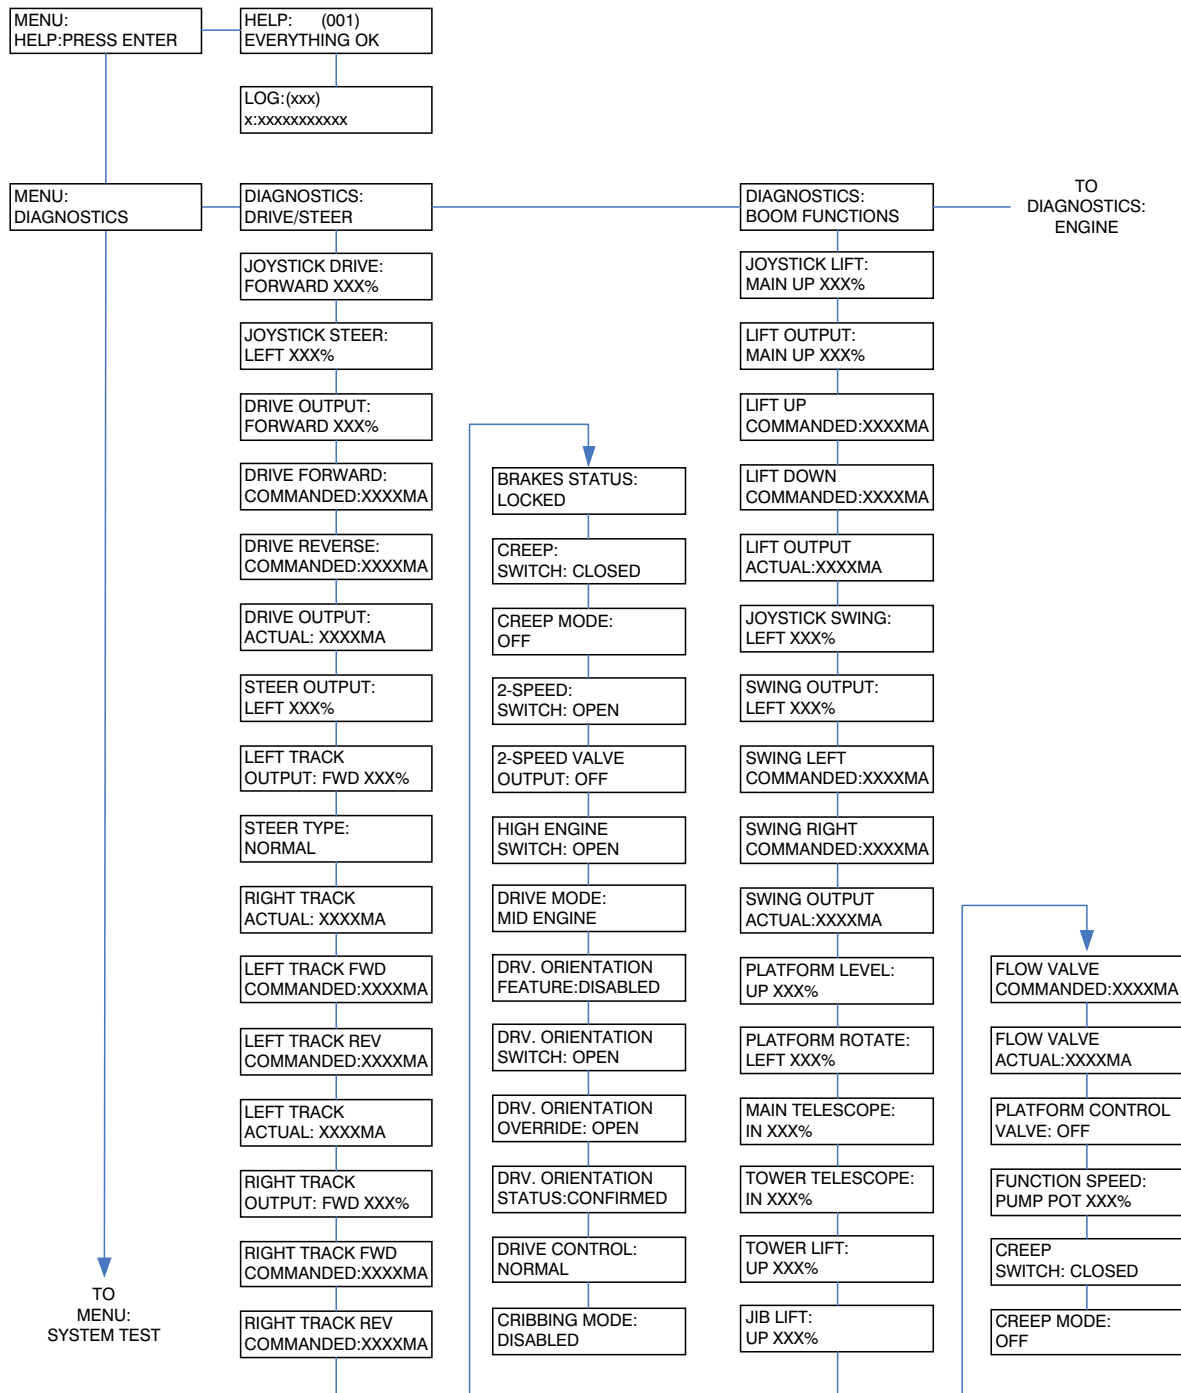 MENU:
HELP:PRESS ENTER
HELP: (001)
EVERYTHING OK
LOG:(xxx)
x:xxxxxxxxxxx
MENU:
DIAGNOSTICS
DIAGNOSTICS:
DRIVE/STEER
JOYSTICK DRIVE:
FORWARD XXX%
JOYSTICK STEER:
LEFT XXX%
DRIVE OUTPUT:
FORWARD XXX%
DRIVE FORWARD:
COMMANDED:XXXXMA
DRIVE REVERSE:
COMMANDED:XXXXMA
DRIVE OUTPUT:
ACTUAL: XXXXMA
STEER OUTPUT:
LEFT XXX%
LEFT TRACK
OUTPUT: FWD XXX%
STEER TYPE:
NORMAL
RIGHT TRACK
ACTUAL: XXXXMA
LEFT TRACK FWD
COMMANDED:XXXXMA
LEFT TRACK REV
COMMANDED:XXXXMA
LEFT TRACK
ACTUAL: XXXXMA
RIGHT TRACK
OUTPUT: FWD XXX%
RIGHT TRACK FWD
COMMANDED:XXXXMA
RIGHT TRACK REV
COMMANDED:XXXXMA
BRAKES STATUS:
LOCKED
CREEP:
SWITCH: CLOSED
CREEP MODE:
OFF
2-SPEED:
SWITCH: OPEN
2-SPEED VALVE
OUTPUT: OFF
HIGH ENGINE
SWITCH: OPEN
DRIVE MODE:
MID ENGINE
DRV. ORIENTATION
FEATURE:DISABLED
DRV. ORIENTATION
SWITCH: OPEN
DRV. ORIENTATION
OVERRIDE: OPEN
DRV. ORIENTATION
STATUS:CONFIRMED
DRIVE CONTROL:
NORMAL
CRIBBING MODE:
DISABLED
DIAGNOSTICS:
BOOM FUNCTIONS
JOYSTICK LIFT:
MAIN UP XXX%
LIFT OUTPUT:
MAIN UP XXX%
LIFT UP
COMMANDED:XXXXMA
LIFT DOWN
COMMANDED:XXXXMA
LIFT OUTPUT
ACTUAL:XXXXMA
JOYSTICK SWING:
LEFT XXX%
SWING OUTPUT:
LEFT XXX%
SWING LEFT
COMMANDED:XXXXMA
SWING RIGHT
COMMANDED:XXXXMA
SWING OUTPUT
ACTUAL:XXXXMA
PLATFORM LEVEL:
UP XXX%
PLATFORM ROTATE:
LEFT XXX%
MAIN TELESCOPE:
IN XXX%
TOWER TELESCOPE:
IN XXX%
TOWER LIFT:
UP XXX%
JIB LIFT:
UP XXX%
FLOW VALVE
COMMANDED:XXXXMA
FLOW VALVE
ACTUAL:XXXXMA
PLATFORM CONTROL
VALVE: OFF
FUNCTION SPEED:
PUMP POT XXX%
CREEP
SWITCH: CLOSED
CREEP MODE:
OFF
TO
DIAGNOSTICS:
ENGINE
TO
MENU:
SYSTEM TEST